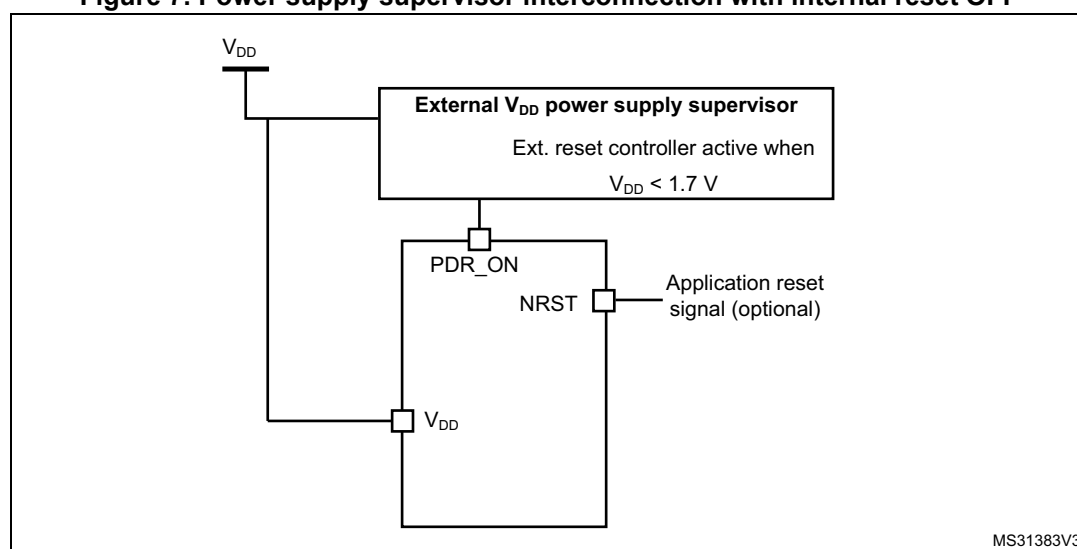 Figure 7. Power supply supervisor interconnection with internal reset OFF
VDD
External VDD power supply supervisor
Ext. reset controller active when
VDD < 1.7 V
PDR_ON
NRST
Application reset
signal (optional)
VDD
MS31383V3